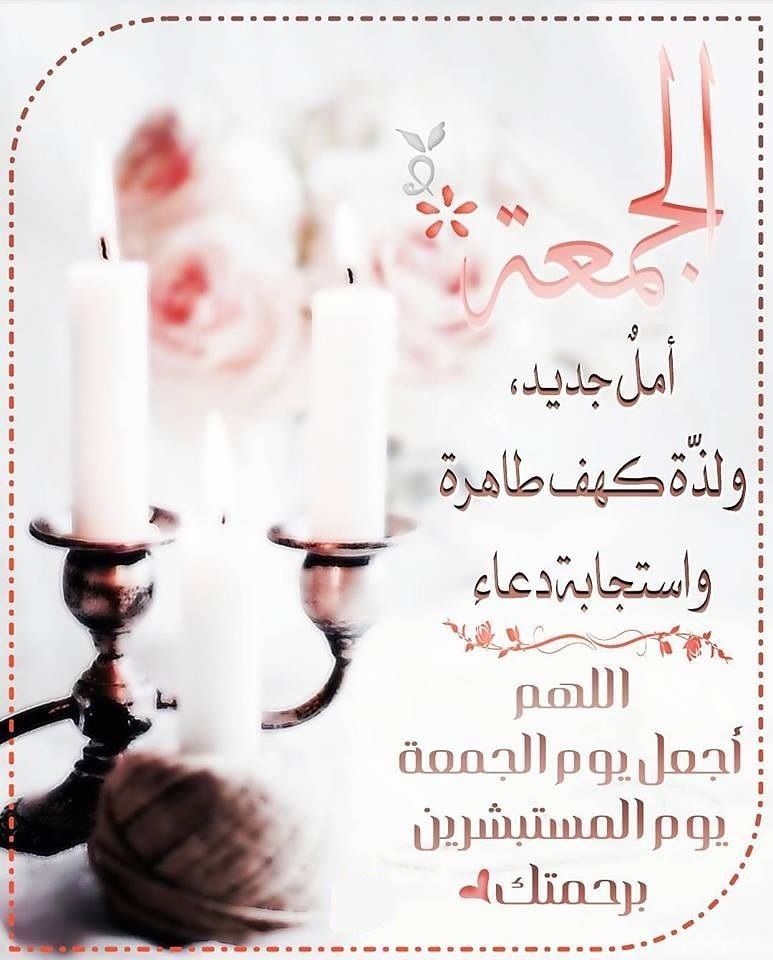 الجمعة
أملٌ جديد،
ولذّة كهف طاهرة
واستجابة دعاء
اللهم
أجعل يوم الجمعة
يوم المستبشرين
برحمتك